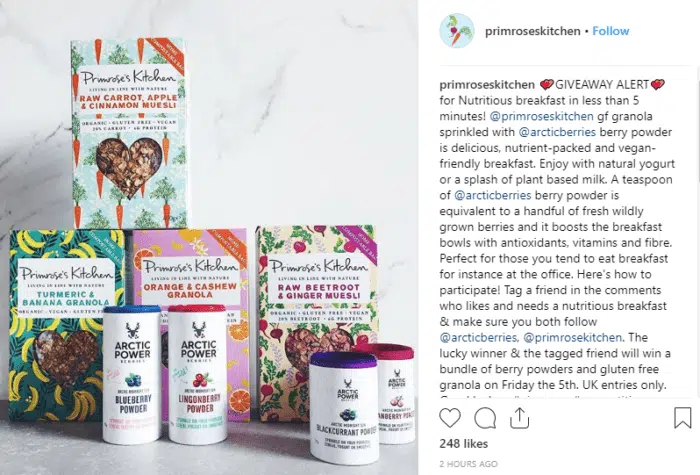 Primrose's Kitchen
LIVING IN LINE WITH NATURE
RAW CARROT, APPLE
& CINNAMON MUESLI
ORGANIC · GLUTEN FREE · VEGAN
Primrose's Kitchen
LIVING IN LINE WITH NATURE
TURMERIC &
BANANA GRANOLA
ORGANIC · VEGAN · GLUTEN FREE
Primrose's Kitchen
LIVING IN LINE WITH NATURE
ORANGE & CASHEW
GRANOLA
Primrose's Kitchen
LIVING IN LINE WITH NATURE
RAW BEETROOT
& GINGER MUESLI
ORGANIC · GLUTEN FREE · VEGAN
ARCTIC
POWER
BERRIES
BLUEBERRY
POWDER
ARCTIC
POWER
BERRIES
LINGONBERRY
POWDER
ARCTIC
POWER
BLACKCURRANT POWDER
ARCTIC
POWER
primroseskitchen • Follow
primroseskitchen 💘GIVEAWAY ALERT💘
for Nutritious breakfast in less than 5
minutes! @primroseskitchen gf granola
sprinkled with @arcticberries berry powder
is delicious, nutrient-packed and vegan-
friendly breakfast. Enjoy with natural yogurt
or a splash of plant based milk. A teaspoon
of @arcticberries berry powder is
equivalent to a handful of fresh wildly
grown berries and it boosts the breakfast
bowls with antioxidants, vitamins and fibre.
Perfect for those you tend to eat breakfast
for instance at the office. Here's how to
participate! Tag a friend in the comments
who likes and needs a nutritious breakfast
& make sure you both follow
@arcticberries, @primroseskitchen. The
lucky winner & the tagged friend will win a
bundle of berry powders and gluten free
granola on Friday the 5th. UK entries only.
248 likes
2 HOURS AGO